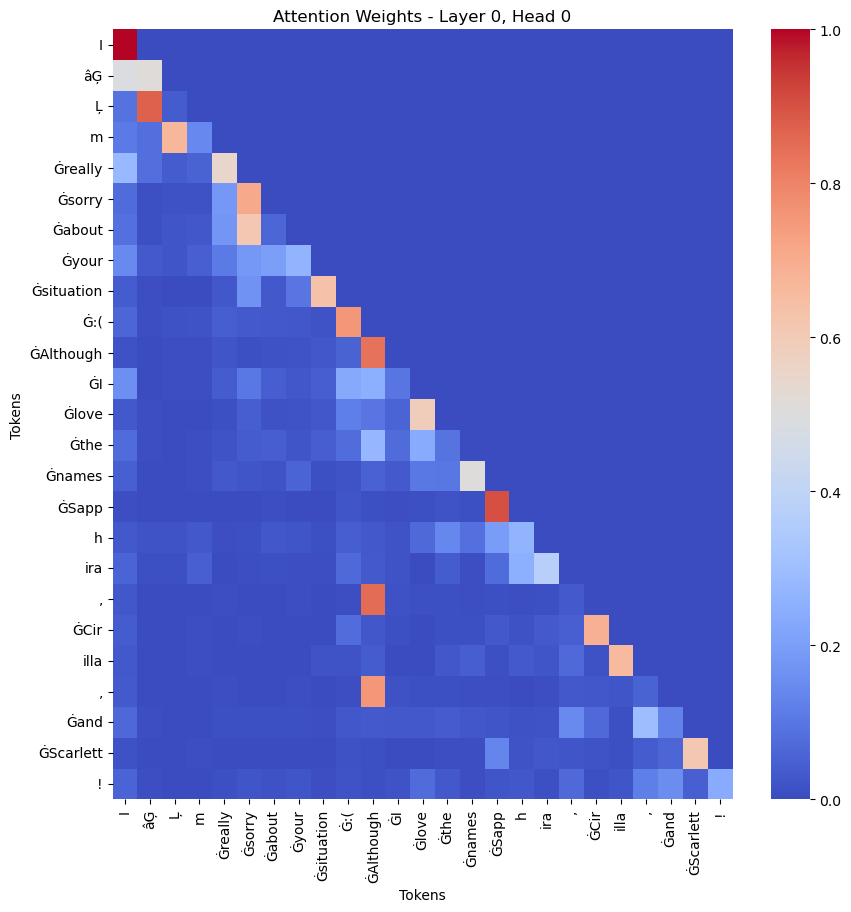 Attention Weights - Layer 0, Head 0
I
âĢ
Ļ
m
Ġreally
Ġsorry
Ġabout
Ġyour
Ġsituation
Ġ:(
ĠAlthough
ĠI
Ġlove
Ġthe
Ġnames
ĠSapp
h
ira
,
ĠCir
illa
,
Ġand
ĠScarlett
!
Tokens
I
âĢ
Ļ
m
Ġreally
Ġsorry
Ġabout
Ġyour
Ġsituation
Ġ:(
ĠAlthough
ĠI
Ġlove
Ġthe
Ġnames
ĠSapp
h
ira
,
ĠCir
illa
,
Ġand
ĠScarlett
!
Tokens
1.0
0.8
0.6
0.4
0.2
0.0